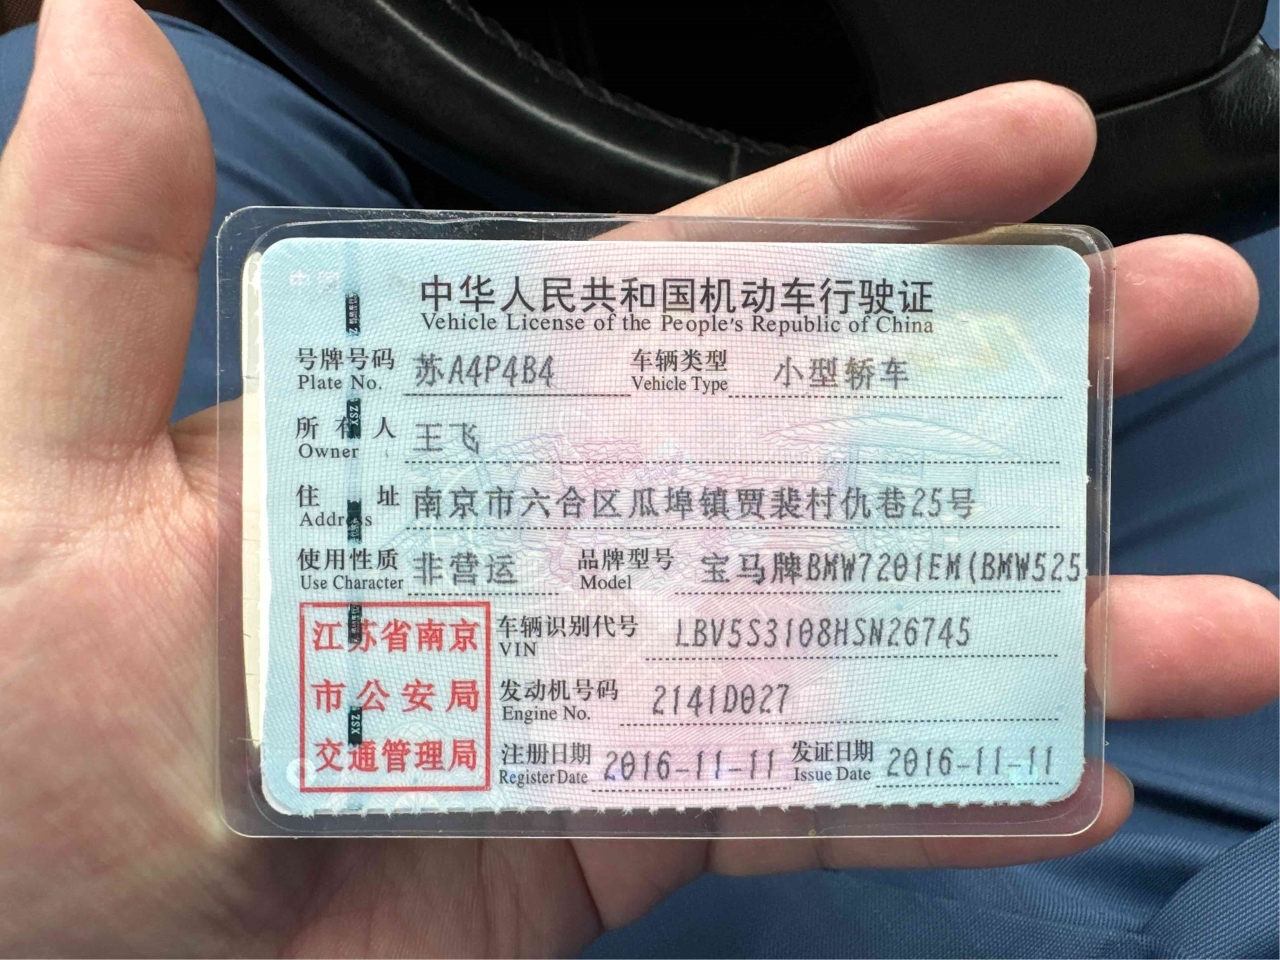 中华人民共和国机动车行驶证
Vehicle License of the People's Republic of China
号牌号码 苏A4P4B4 车辆类型 小型轿车
Plate No. Vehicle Type
所有人 王飞
Owner
住址 南京市六合区瓜埠镇贾裴村仇巷25号
Address
使用性质 非营运 品牌型号 宝马牌BMW7201EM(BMW525
Use Character Model
江苏省南京
市公安局
交通管理局
车辆识别代号 LBV5S3108HSN26745
VIN
发动机号码 2141D027
Engine No.
注册日期 2016-11-11 发证日期 2016-11-11
Register Date Issue Date